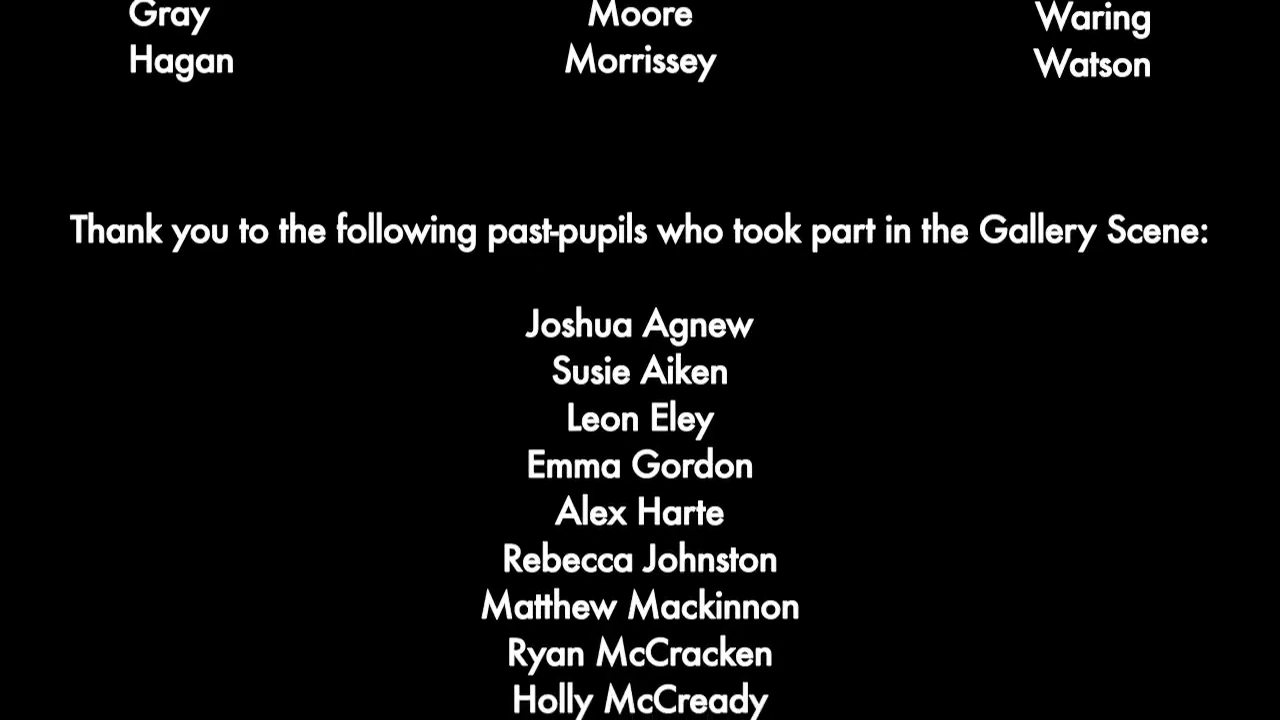 Gray Moore Waring
Hagan Morrissey Watson
Thank you to the following past-pupils who took part in the Gallery Scene:
Joshua Agnew
Susie Aiken
Leon Eley
Emma Gordon
Alex Harte
Rebecca Johnston
Matthew Mackinnon
Ryan McCracken
Holly McCready